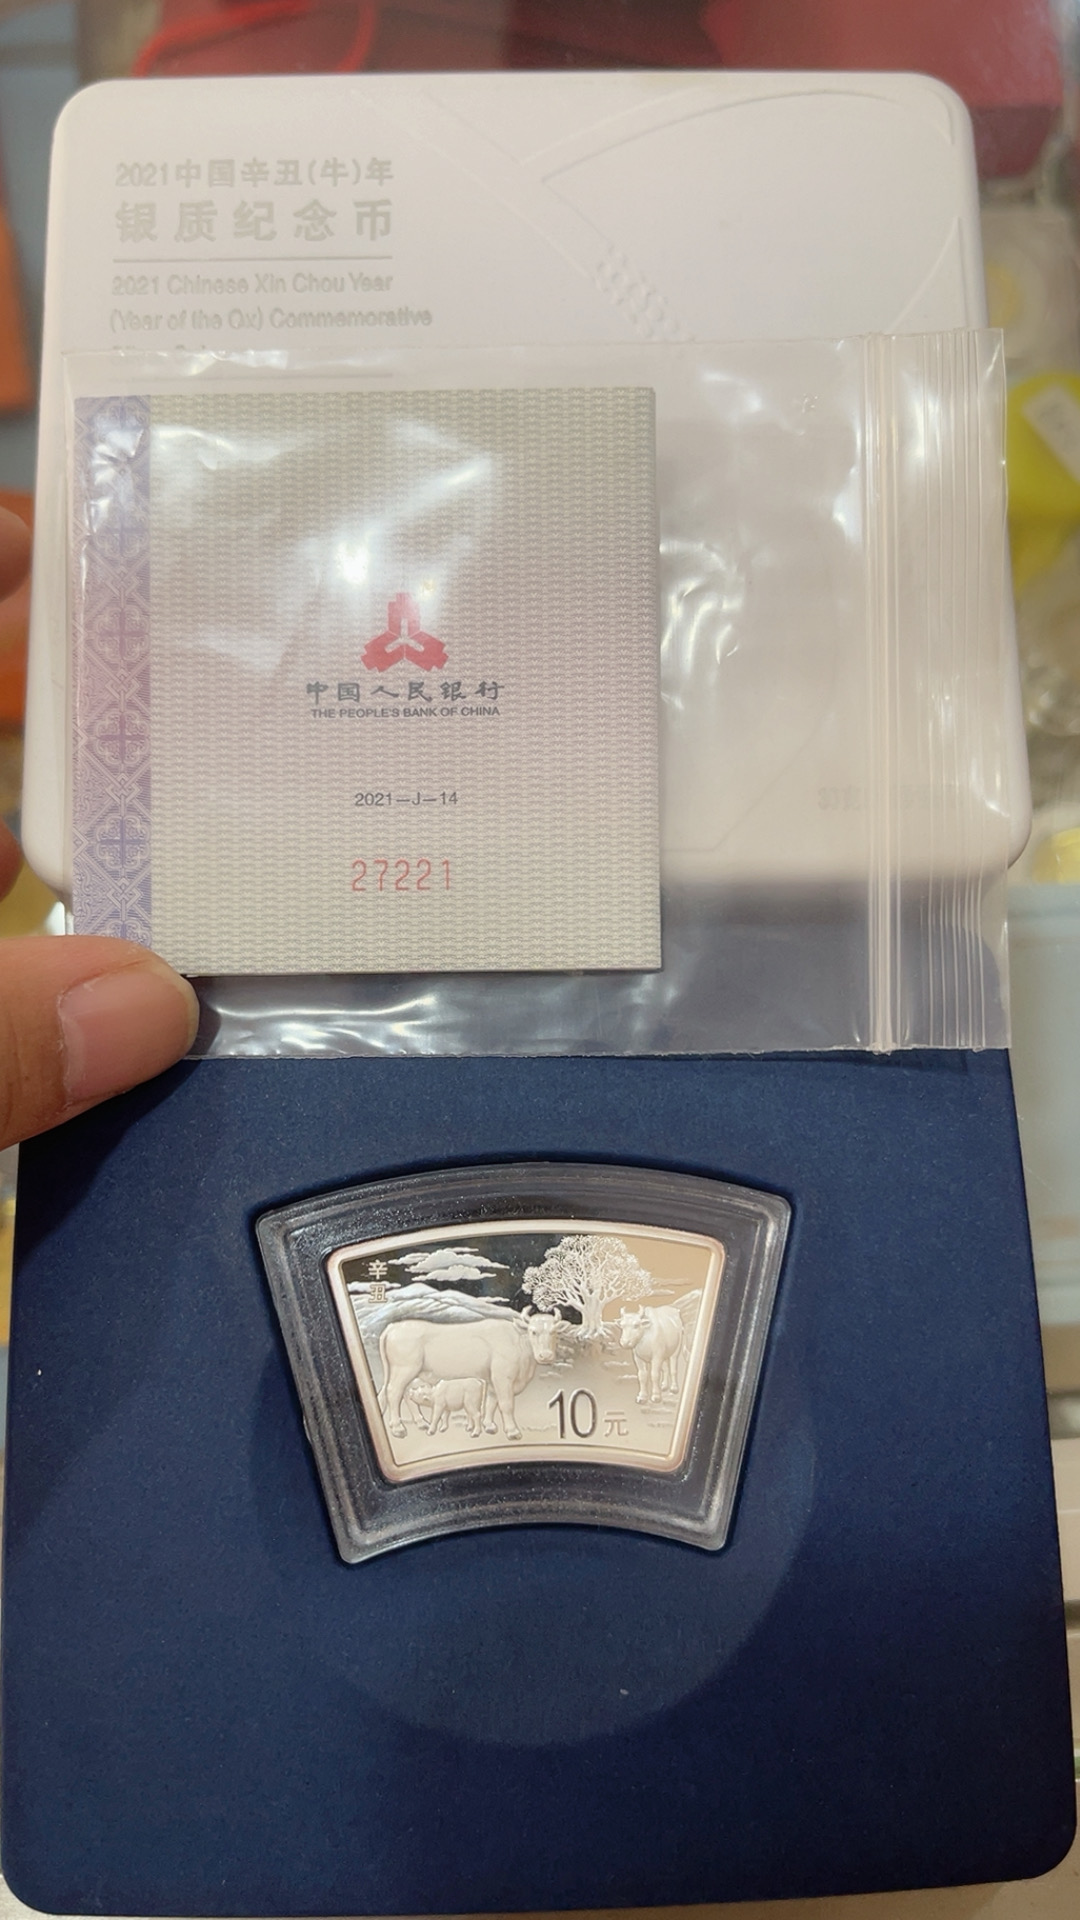 2021中国辛丑(牛)年
银质纪念币
2021 Chinese Xin Chou Year
(Year of the Ox) Commemorative
中国人民银行
THE PEOPLE'S BANK OF CHINA
2021—J—14
27221
辛丑
10元